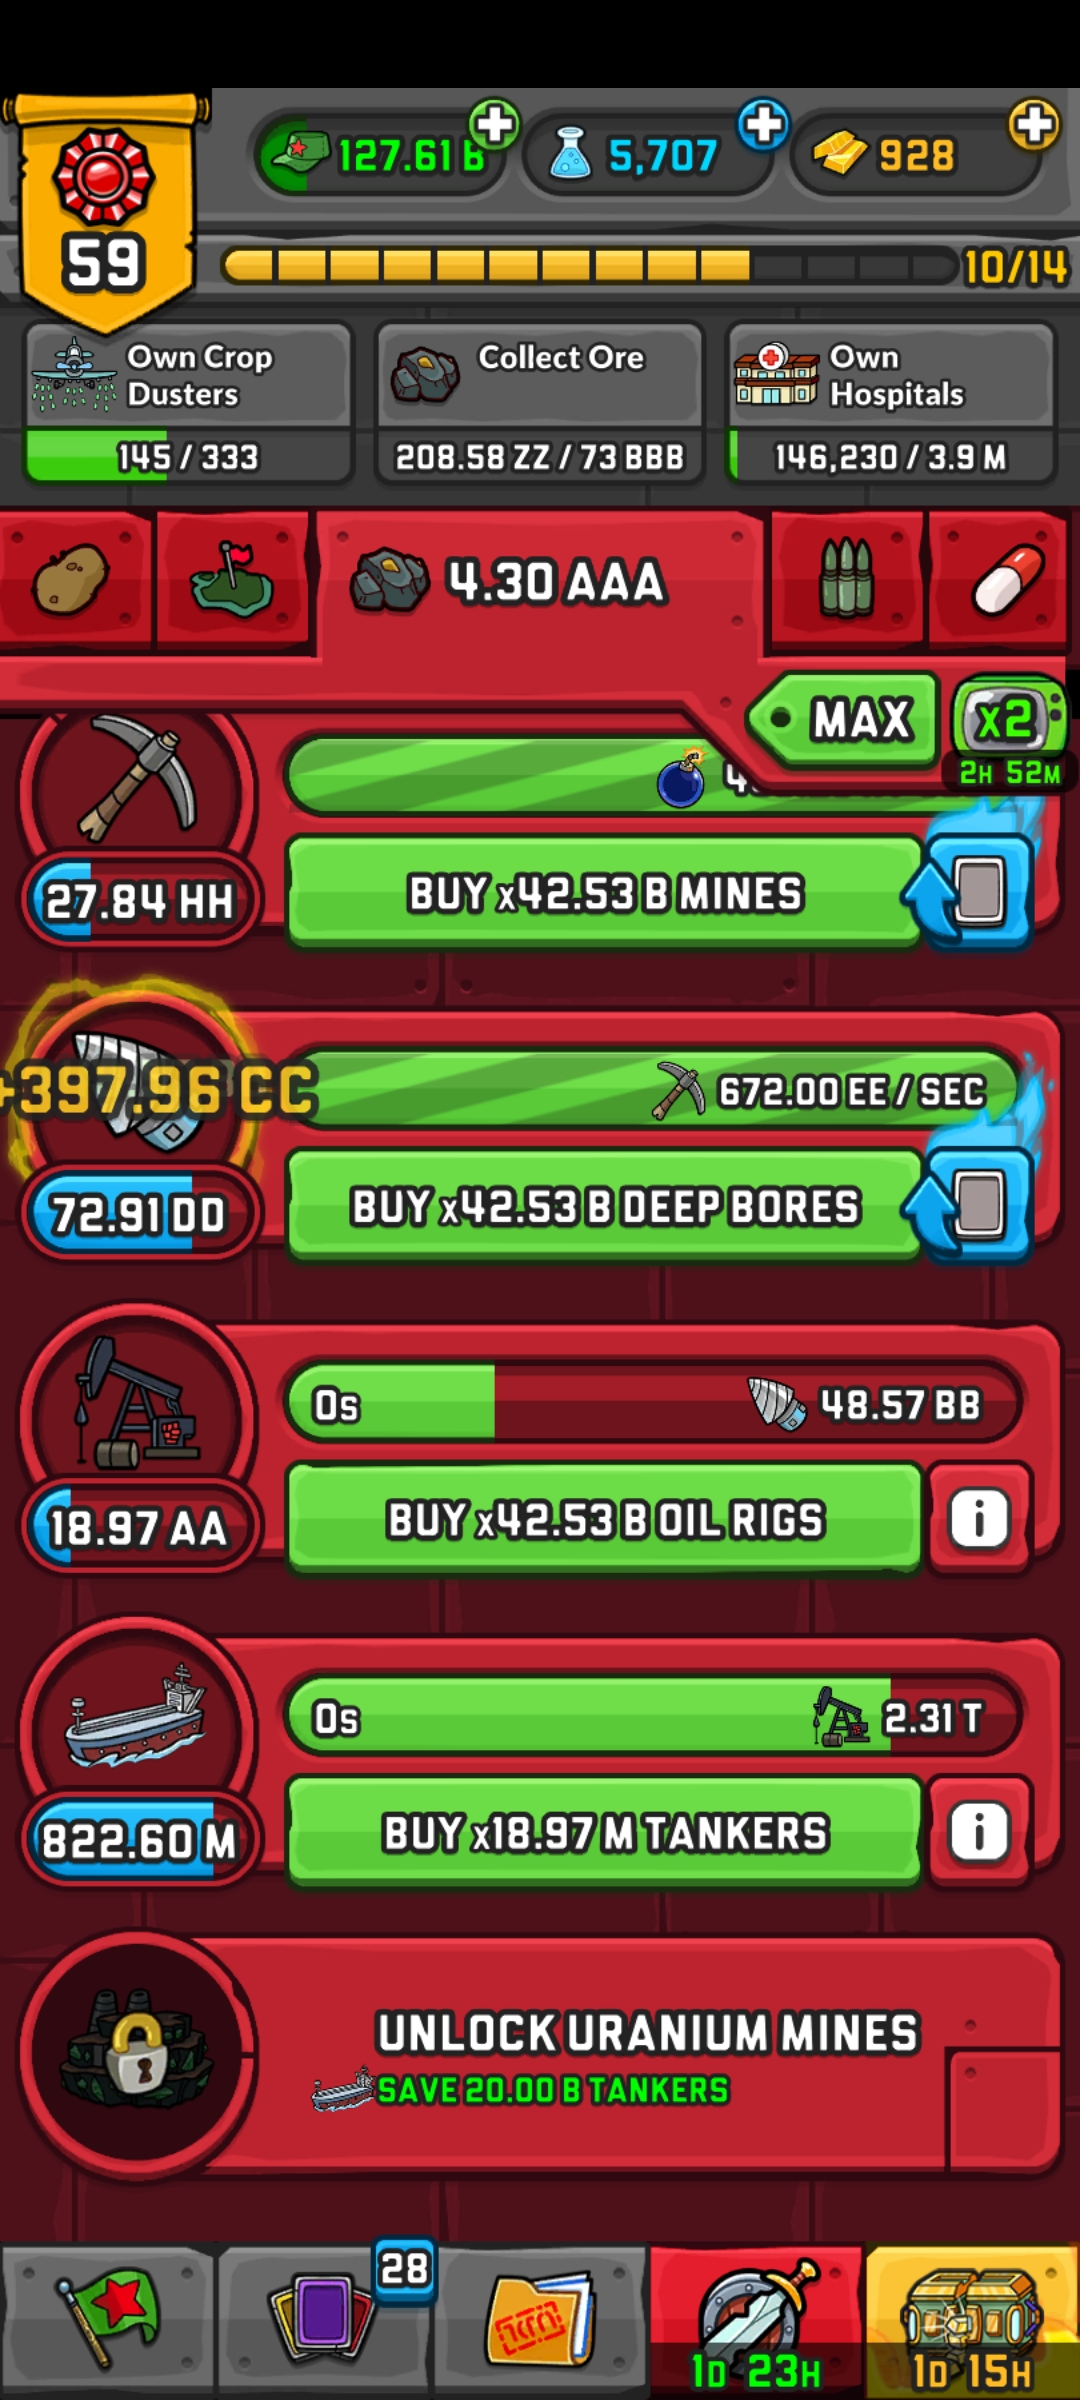 127.61 B
5,707
928
59
10/14
Own Crop
Dusters
145 / 333
Collect Ore
208.58 ZZ / 73 BBB
Own
Hospitals
146,230 / 3.9 M
4.30 AAA
MAX
x2
2H 52M
27.84 HH
BUY x42.53 B MINES
+397.96 CC
672.00 EE / SEC
72.91 DD
BUY x42.53 B DEEP BORES
0s
48.57 BB
18.97 AA
BUY x42.53 B OIL RIGS
i
0s
2.31 T
822.60 M
BUY x18.97 M TANKERS
i
UNLOCK URANIUM MINES
SAVE 20.00 B TANKERS
28
1D 23H
1D 15H